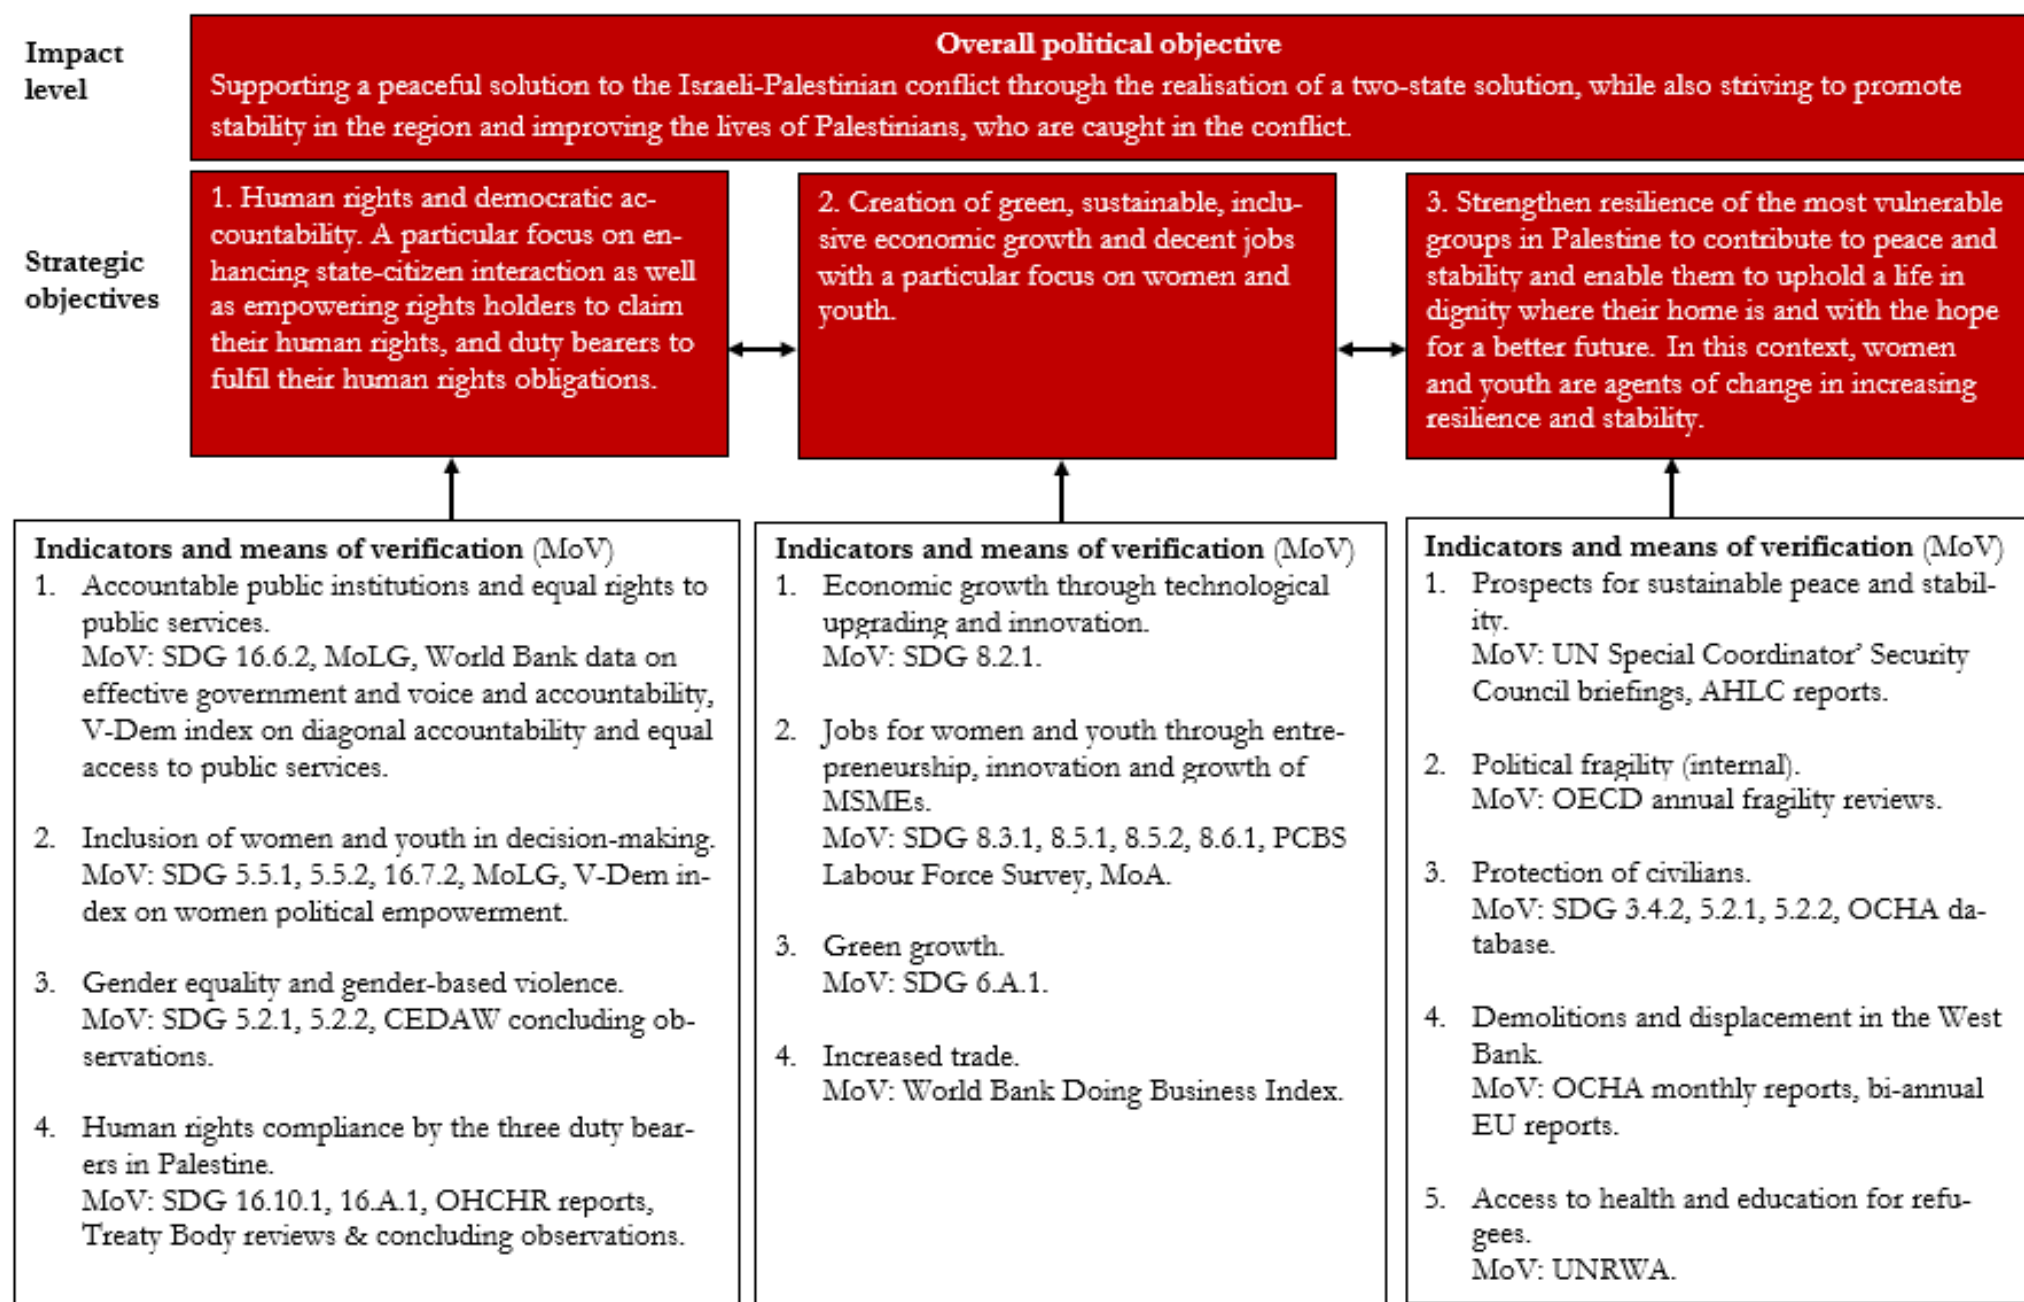 Impact
level
Overall political objective
Supporting a peaceful solution to the Israeli-Palestinian conflict through the realisation of a two-state solution, while also striving to promote
stability in the region and improving the lives of Palestinians, who are caught in the conflict.
Strategic
objectives
1. Human rights and democratic ac-
countability. A particular focus on en-
hancing state-citizen interaction as well
as empowering rights holders to claim
their human rights, and duty bearers to
fulfil their human rights obligations.
2. Creation of green, sustainable, inclu-
sive economic growth and decent jobs
with a particular focus on women and
youth.
3. Strengthen resilience of the most vulnerable
groups in Palestine to contribute to peace and
stability and enable them to uphold a life in
dignity where their home is and with the hope
for a better future. In this context, women
and youth are agents of change in increasing
resilience and stability.
Indicators and means of verification (MoV)
1. Accountable public institutions and equal rights to
public services.
MoV: SDG 16.6.2, MoLG, World Bank data on
effective government and voice and accountability,
V-Dem index on diagonal accountability and equal
access to public services.
2. Inclusion of women and youth in decision-making.
MoV: SDG 5.5.1, 5.5.2, 16.7.2, MoLG, V-Dem in-
dex on women political empowerment.
3. Gender equality and gender-based violence.
MoV: SDG 5.2.1, 5.2.2, CEDAW concluding ob-
servations.
4. Human rights compliance by the three duty bear-
ers in Palestine.
MoV: SDG 16.10.1, 16.A.1, OHCHR reports,
Treaty Body reviews & concluding observations.
Indicators and means of verification (MoV)
1. Economic growth through technological
upgrading and innovation.
MoV: SDG 8.2.1.
2. Jobs for women and youth through entre-
preneurship, innovation and growth of
MSMEs.
MoV: SDG 8.3.1, 8.5.1, 8.5.2, 8.6.1, PCBS
Labour Force Survey, MoA.
3. Green growth.
MoV: SDG 6.A.1.
4. Increased trade.
MoV: World Bank Doing Business Index.
Indicators and means of verification (MoV)
1. Prospects for sustainable peace and stabil-
ity.
MoV: UN Special Coordinator' Security
Council briefings, AHLC reports.
2. Political fragility (internal).
MoV: OECD annual fragility reviews.
3. Protection of civilians.
MoV: SDG 3.4.2, 5.2.1, 5.2.2, OCHA da-
tabase.
4. Demolitions and displacement in the West
Bank.
MoV: OCHA monthly reports, bi-annual
EU reports.
5. Access to health and education for refu-
gees.
MoV: UNRWA.